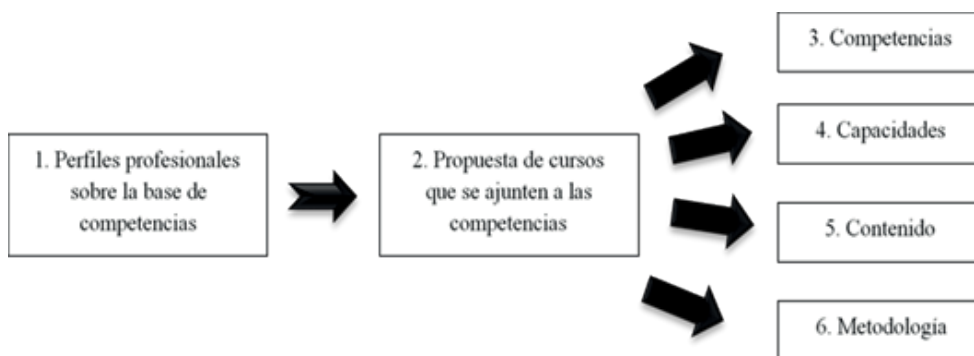 1. Perfiles profesionales
sobre la base de
competencias
2. Propuesta de cursos
que se ajunten a las
competencias
3. Competencias
4. Capacidades
5. Contenido
6. Metodología